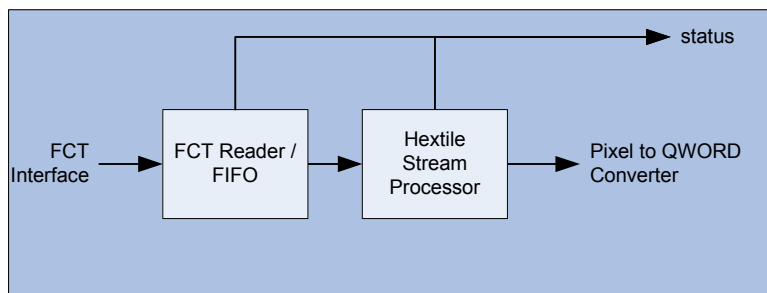 status
FCT
Interface
FCT Reader /
FIFO
Hextile
Stream
Processor
Pixel to QWORD
Converter